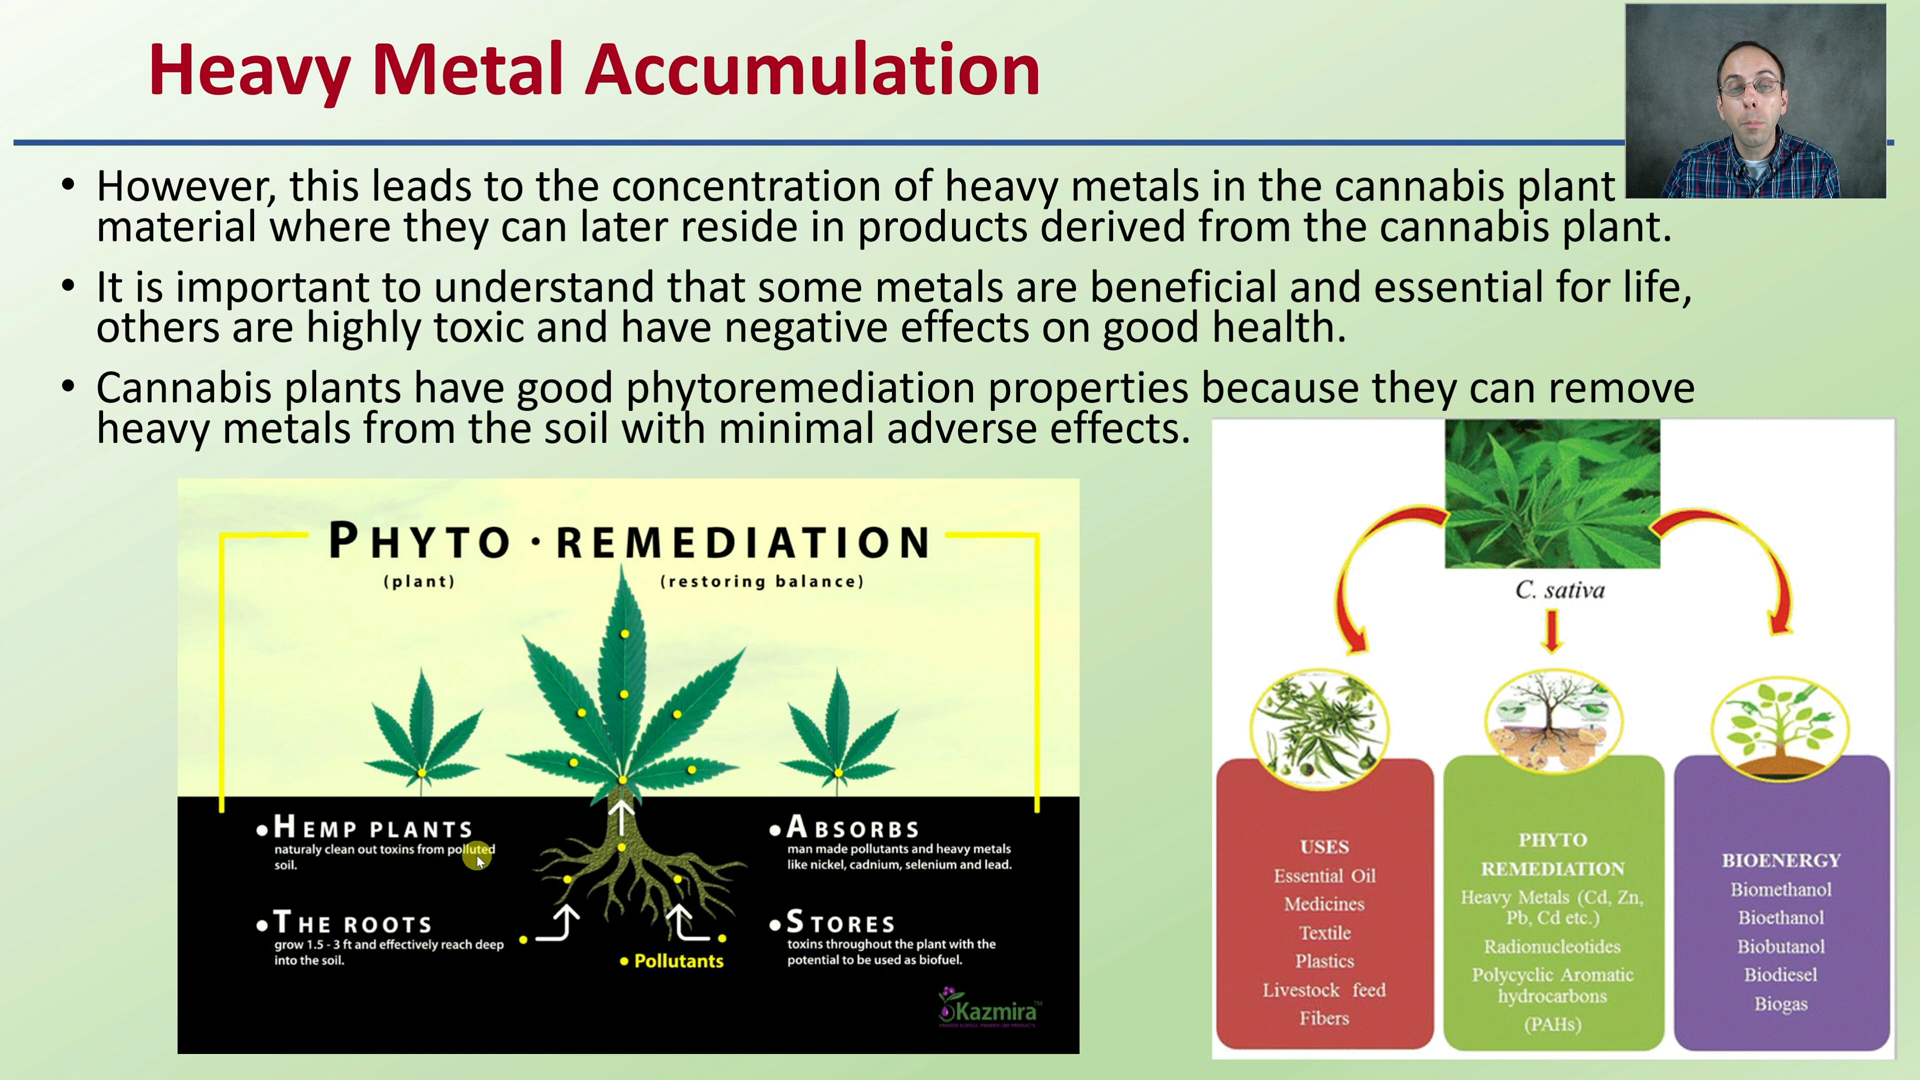 Heavy Metal Accumulation
• However, this leads to the concentration of heavy metals in the cannabis plant
material where they can later reside in products derived from the cannabis plant.
• It is important to understand that some metals are beneficial and essential for life,
others are highly toxic and have negative effects on good health.
• Cannabis plants have good phytoremediation properties because they can remove
heavy metals from the soil with minimal adverse effects.
PHYTO · REMEDIATION
(plant) (restoring balance)
• HEMP PLANTS
naturaly clean out toxins from polluted
soil.
• THE ROOTS
grow 1.5 - 3 ft and effectively reach deep
into the soil.
• Pollutants
• ABSORBS
man made pollutants and heavy metals
like nickel, cadnium, selenium and lead.
• STORES
toxins throughout the plant with the
potential to be used as biofuel.
Kazmira™
C. sativa
USES
Essential Oil
Medicines
Textile
Plastics
Livestock feed
Fibers
PHYTO
REMEDIATION
Heavy Metals (Cd, Zn,
Pb, Cd etc.)
Radionucleotides
Polycyclic Aromatic
hydrocarbons
(PAHs)
BIOENERGY
Biomethanol
Bioethanol
Biobutanol
Biodiesel
Biogas